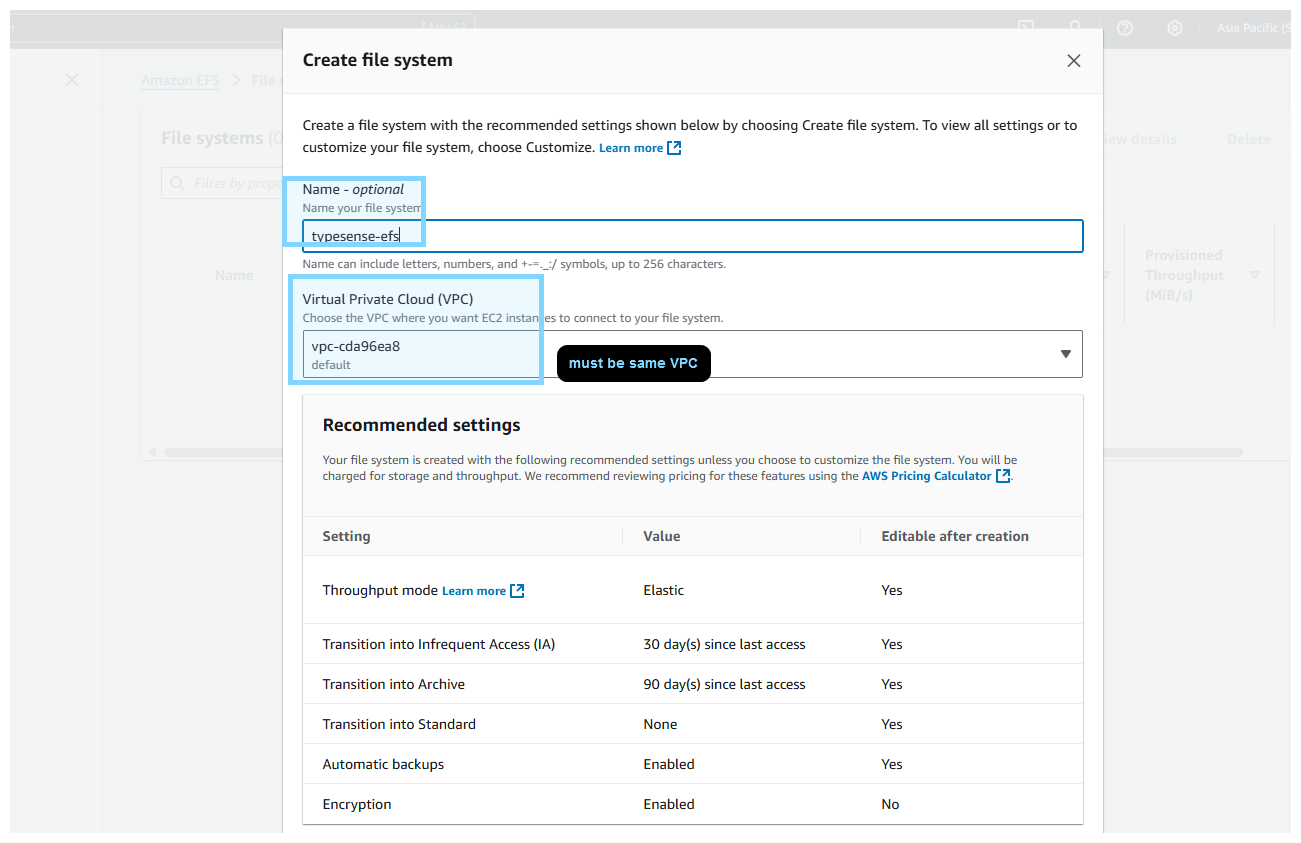 [Alt+S]
Asia Pacific (S
Create file system
Amazon EFS
File s
Create a file system with the recommended settings shown below by choosing Create file system. To view all settings or to
customize your file system, choose Customize. Learn more
File systems (0
iew details
Delete
Filter by prope
Name - optional
Name your file system
typesense-efs
Name can include letters, numbers, and +-=._:/ symbols, up to 256 characters.
Name
Provisioned
Throughput
(MiB/s)
Virtual Private Cloud (VPC)
Choose the VPC where you want EC2 instances to connect to your file system.
vpc-cda96ea8
default
must be same VPC
Recommended settings
Your file system is created with the following recommended settings unless you choose to customize the file system. You will be
charged for storage and throughput. We recommend reviewing pricing for these features using the AWS Pricing Calculator.
Setting Value Editable after creation
Throughput mode Learn more Elastic Yes
Transition into Infrequent Access (IA) 30 day(s) since last access Yes
Transition into Archive 90 day(s) since last access Yes
Transition into Standard None Yes
Automatic backups Enabled Yes
Encryption Enabled No